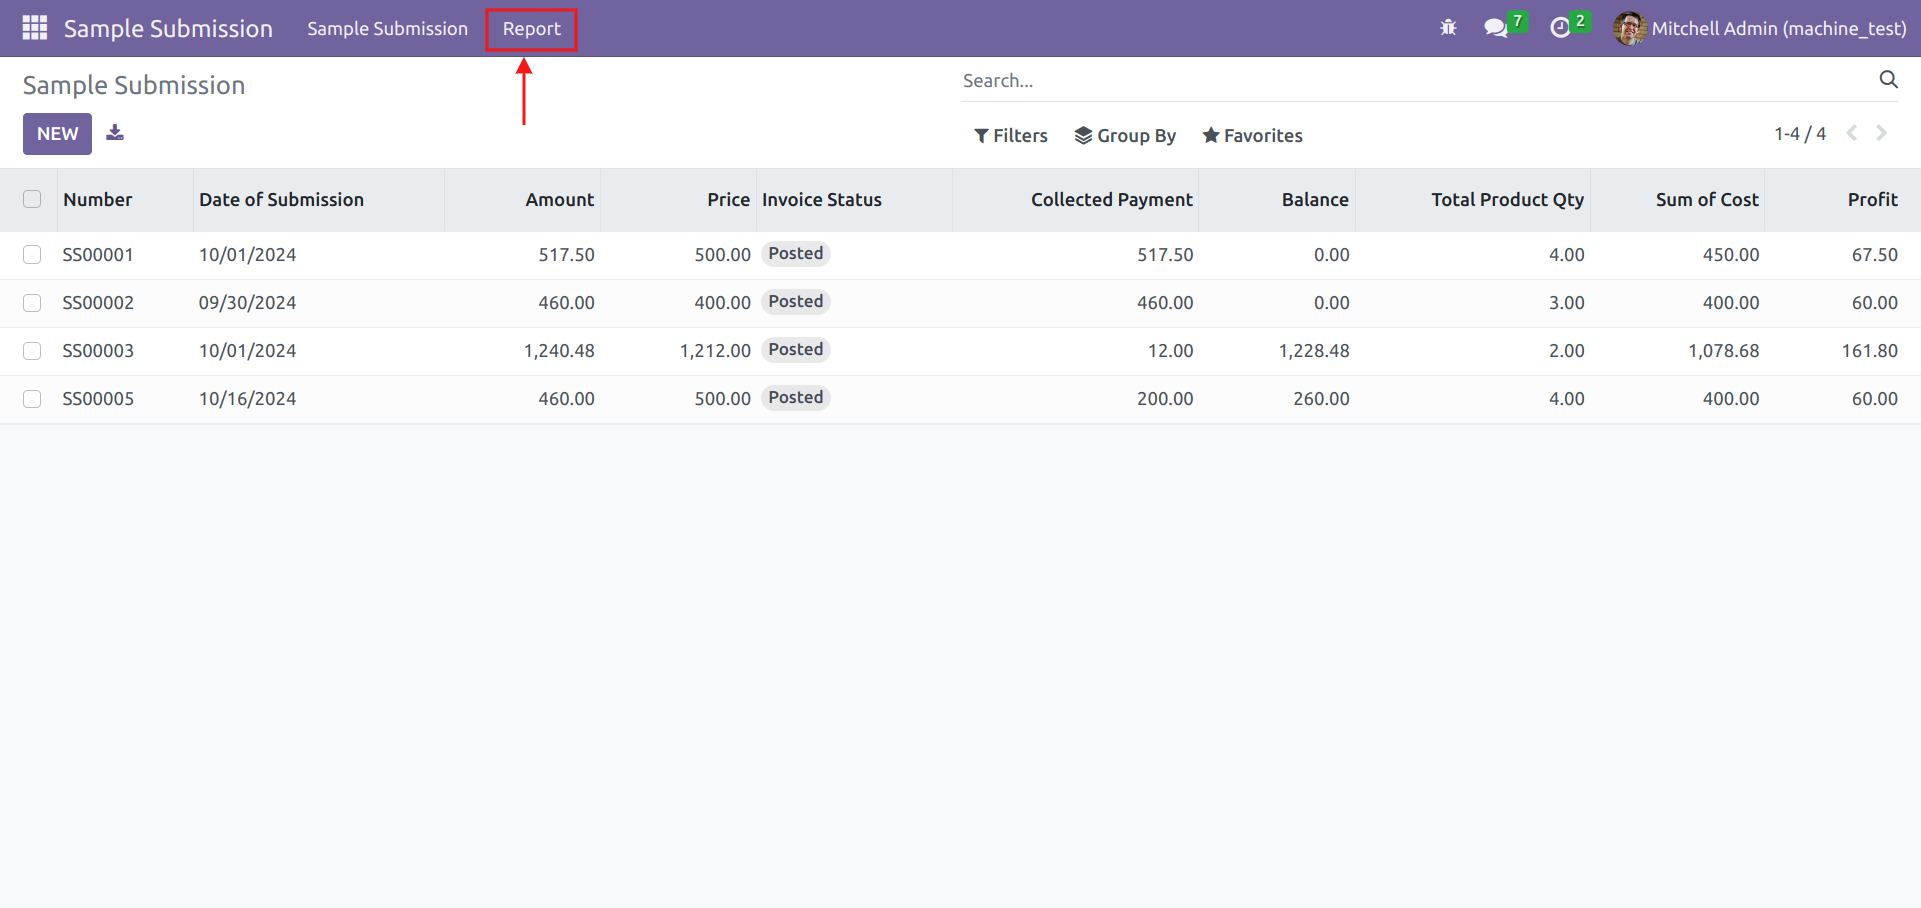 Sample Submission Sample Submission Report 7 2 Mitchell Admin (machine_test)
Sample Submission Search...
NEW Filters Group By Favorites 1-4 / 4
Number Date of Submission Amount Price Invoice Status Collected Payment Balance Total Product Qty Sum of Cost Profit
SS00001 10/01/2024 517.50 500.00 Posted 517.50 0.00 4.00 450.00 67.50
SS00002 09/30/2024 460.00 400.00 Posted 460.00 0.00 3.00 400.00 60.00
SS00003 10/01/2024 1,240.48 1,212.00 Posted 12.00 1,228.48 2.00 1,078.68 161.80
SS00005 10/16/2024 460.00 500.00 Posted 200.00 260.00 4.00 400.00 60.00